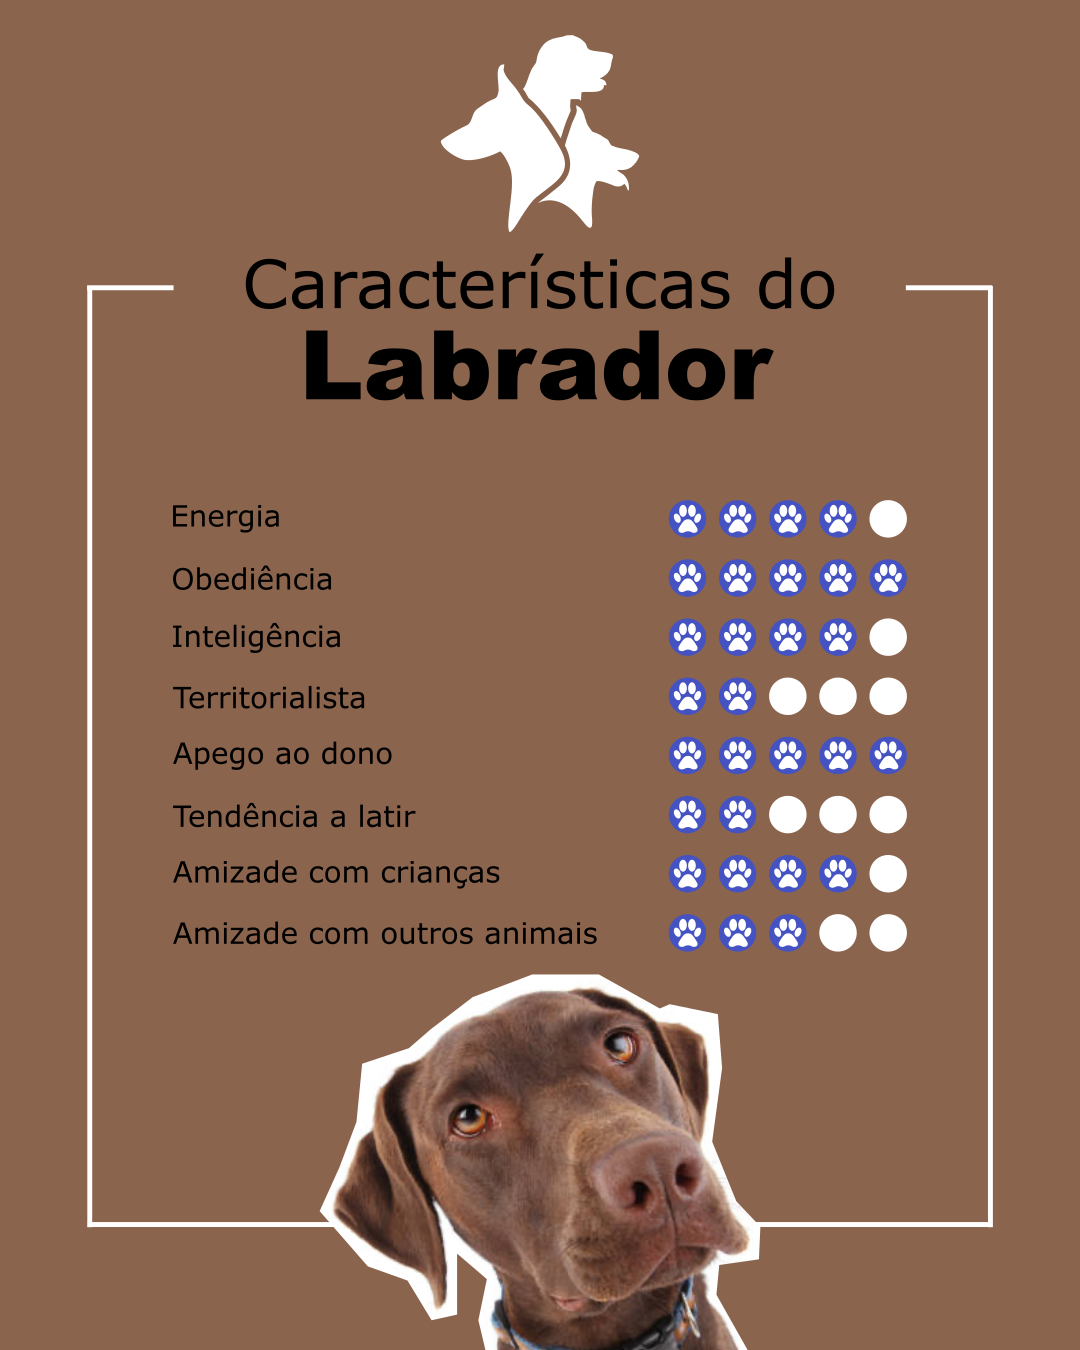 Características do
Labrador
Energia
Obediência
Inteligência
Territorialista
Apego ao dono
Tendência a latir
Amizade com crianças
Amizade com outros animais